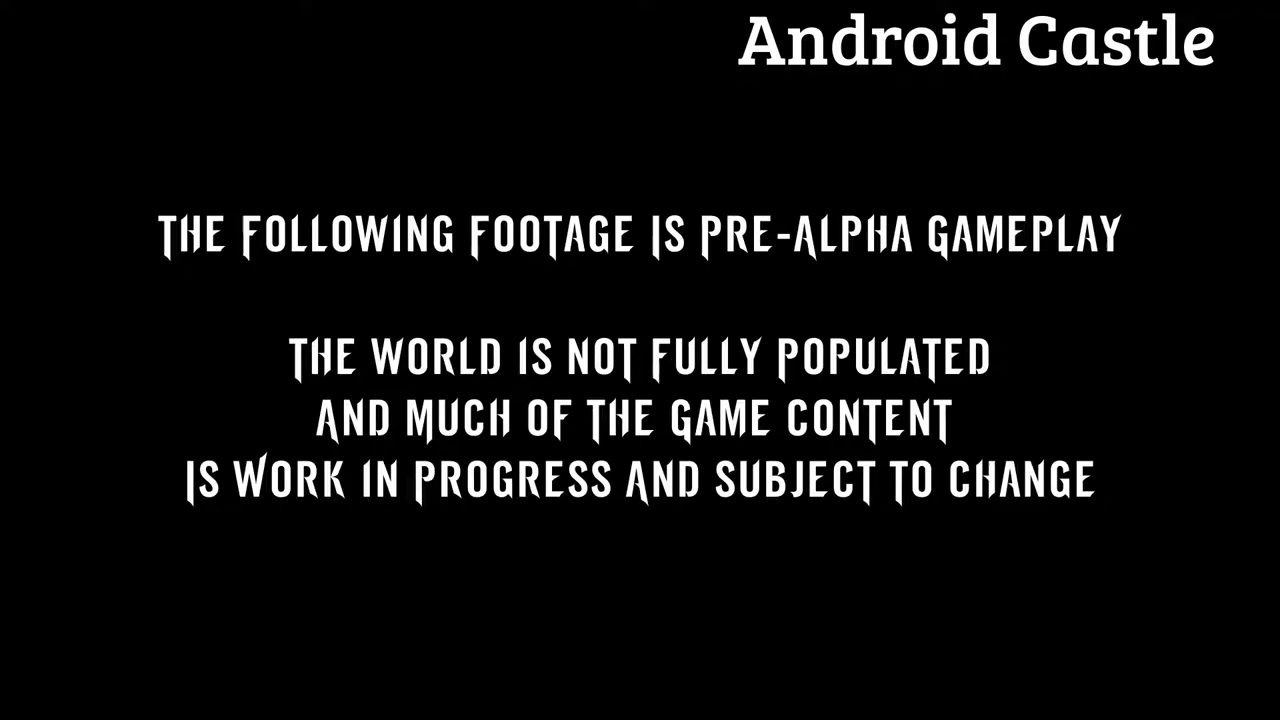 Android Castle
THE FOLLOWING FOOTAGE IS PRE-ALPHA GAMEPLAY
THE WORLD IS NOT FULLY POPULATED
AND MUCH OF THE GAME CONTENT
IS WORK IN PROGRESS AND SUBJECT TO CHANGE